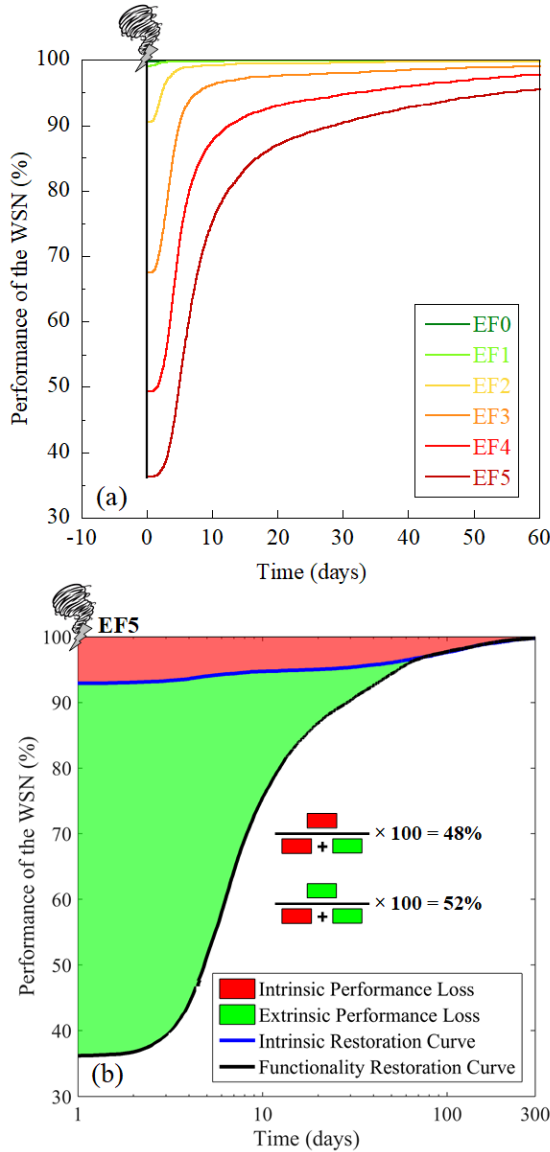 100
90
80
70
60
50
40
30
Performance of the WSN (%)
EF0
EF1
EF2
EF3
EF4
EF5
(a)
-10 0 10 20 30 40 50 60
Time (days)
EF5
100
90
80
70
60
50
40
30
Performance of the WSN (%)
+ × 100 = 48%
+ × 100 = 52%
Intrinsic Performance Loss
Extrinsic Performance Loss
Intrinsic Restoration Curve
Functionality Restoration Curve
(b)
1 10 100 300
Time (days)